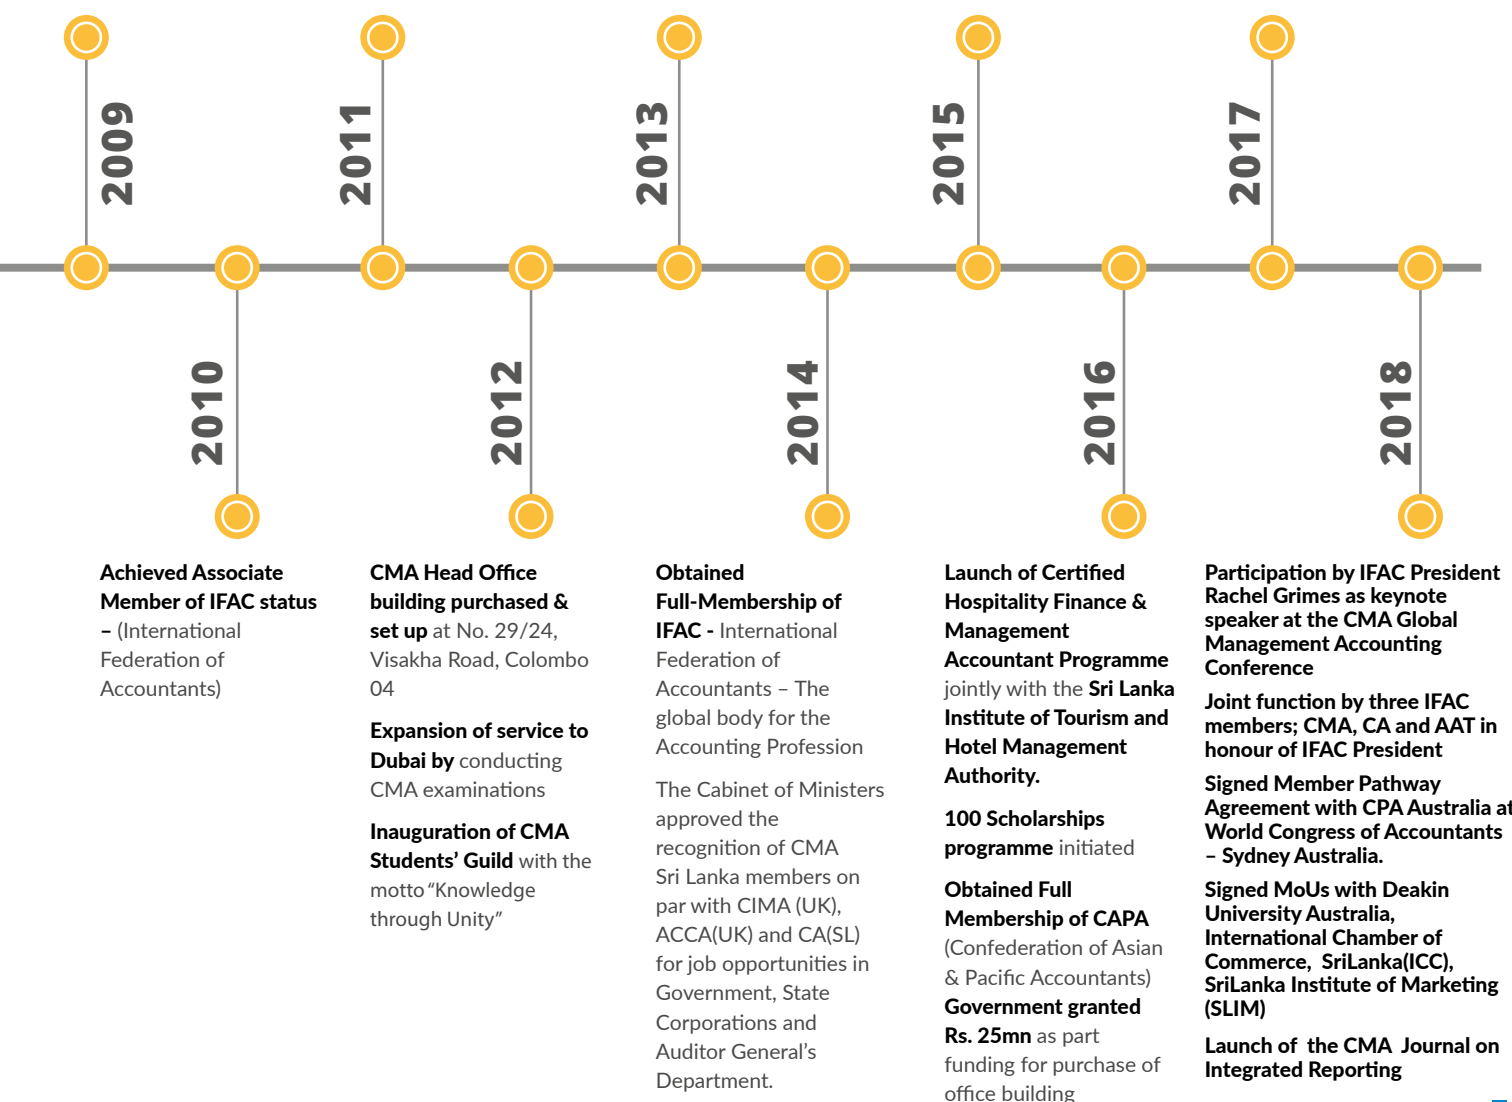 2009
2011
2013
2015
2017
2010
2012
2014
2016
2018
Achieved Associate
Member of IFAC status
– (International
Federation of
Accountants)
CMA Head Office
building purchased &
set up at No. 29/24,
Visakha Road, Colombo
04
Expansion of service to
Dubai by conducting
CMA examinations
Inauguration of CMA
Students’ Guild with the
motto “Knowledge
through Unity”
Obtained
Full-Membership of
IFAC - International
Federation of
Accountants – The
global body for the
Accounting Profession
The Cabinet of Ministers
approved the
recognition of CMA
Sri Lanka members on
par with CIMA (UK),
ACCA(UK) and CA(SL)
for job opportunities in
Government, State
Corporations and
Auditor General’s
Department.
Launch of Certified
Hospitality Finance &
Management
Accountant Programme
jointly with the Sri Lanka
Institute of Tourism and
Hotel Management
Authority.
100 Scholarships
programme initiated
Obtained Full
Membership of CAPA
(Confederation of Asian
& Pacific Accountants)
Government granted
Rs. 25mn as part
funding for purchase of
office building
Participation by IFAC President
Rachel Grimes as keynote
speaker at the CMA Global
Management Accounting
Conference
Joint function by three IFAC
members; CMA, CA and AAT in
honour of IFAC President
Signed Member Pathway
Agreement with CPA Australia at
World Congress of Accountants
– Sydney Australia.
Signed MoUs with Deakin
University Australia,
International Chamber of
Commerce, SriLanka(ICC),
SriLanka Institute of Marketing
(SLIM)
Launch of the CMA Journal on
Integrated Reporting